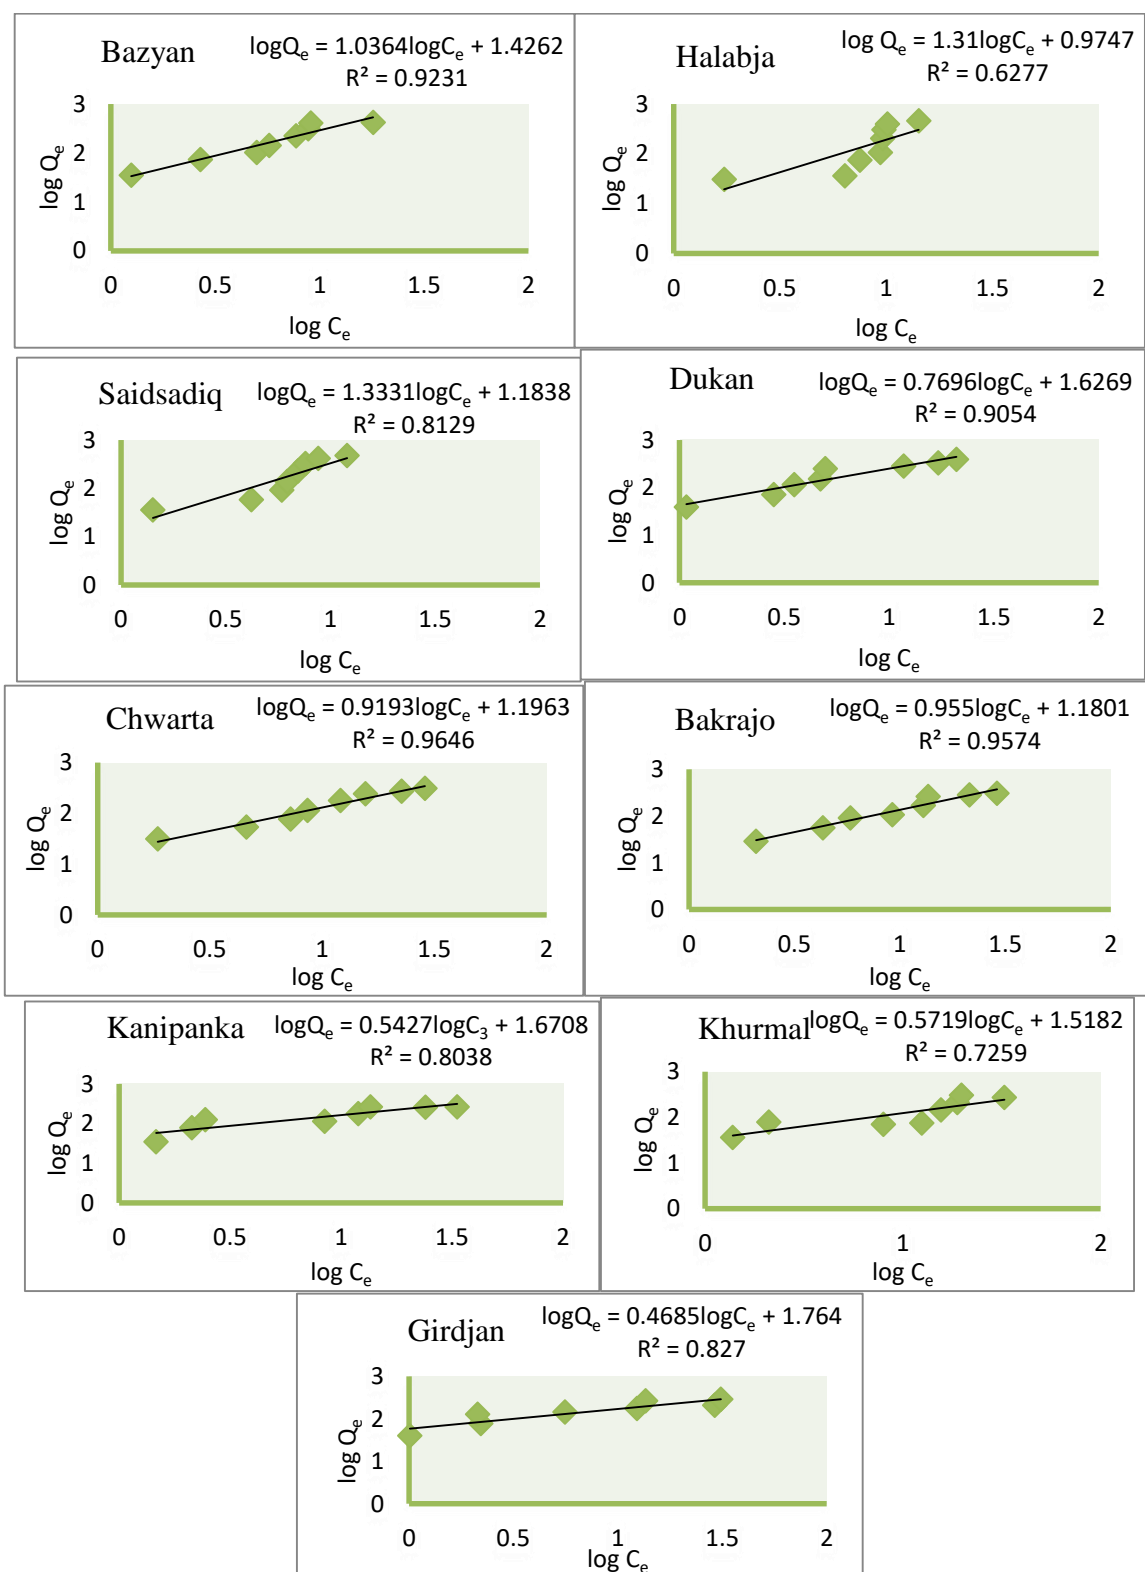 Bazyan
logQe = 1.0364logCe + 1.4262
R² = 0.9231
3
2
1
0
log Qe
0 0.5 1 1.5 2
log Ce
Halabja
log Qe = 1.31logCe + 0.9747
R² = 0.6277
3
2
1
0
log Qe
0 0.5 1 1.5 2
log Ce
Saidsadiq
logQe = 1.3331logCe + 1.1838
R² = 0.8129
3
2
1
0
log Qe
0 0.5 1 1.5 2
log Ce
Dukan
logQe = 0.7696logCe + 1.6269
R² = 0.9054
3
2
1
0
log Qe
0 0.5 1 1.5 2
log Ce
Chwarta
logQe = 0.9193logCe + 1.1963
R² = 0.9646
3
2
1
0
log Qe
0 0.5 1 1.5 2
log Ce
Bakrajo
logQe = 0.955logCe + 1.1801
R² = 0.9574
3
2
1
0
log Qe
0 0.5 1 1.5 2
log Ce
Kanipanka
logQe = 0.5427logC3 + 1.6708
R² = 0.8038
3
2
1
0
log Qe
0 0.5 1 1.5 2
log Ce
Khurmal
logQe = 0.5719logCe + 1.5182
R² = 0.7259
3
2
1
0
log Qe
0 1 2
log Ce
Girdjan
logQe = 0.4685logCe + 1.764
R² = 0.827
3
2
1
0
log Qe
0 0.5 1 1.5 2
log Ce